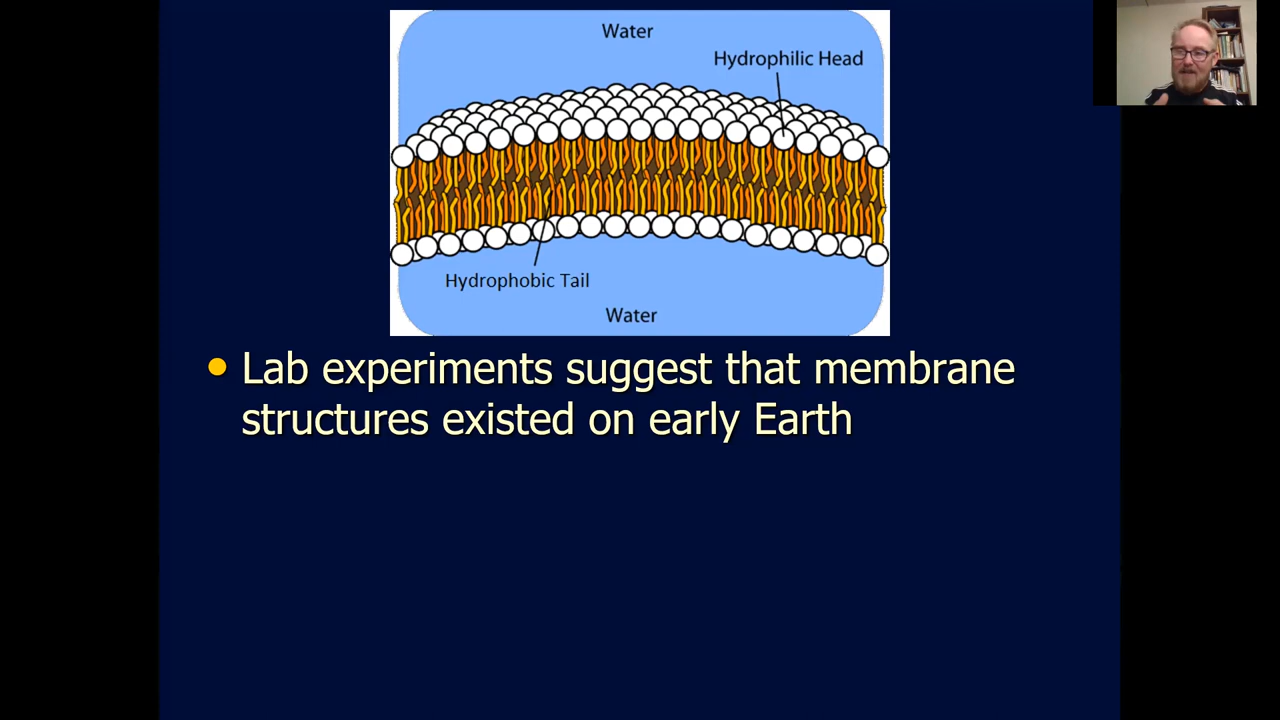 Water
Hydrophilic Head
Hydrophobic Tail
Water
• Lab experiments suggest that membrane
structures existed on early Earth